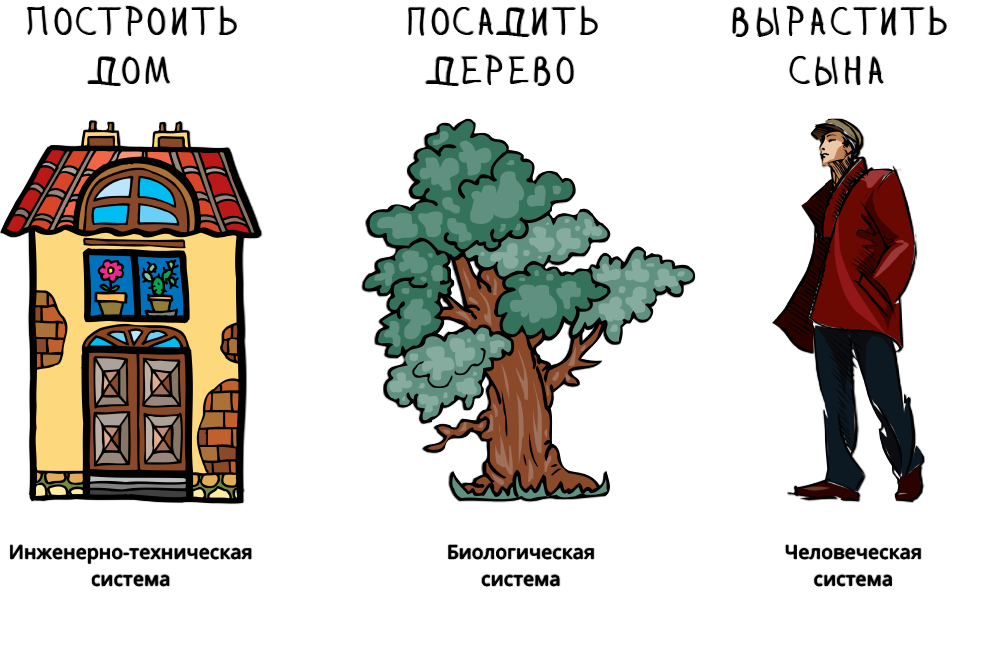 ПОСТРОИТЬ
ДОМ
ПОСАДИТЬ
ДЕРЕВО
ВЫРАСТИТЬ
СЫНА
Инженерно-техническая
система
Биологическая
система
Человеческая
система